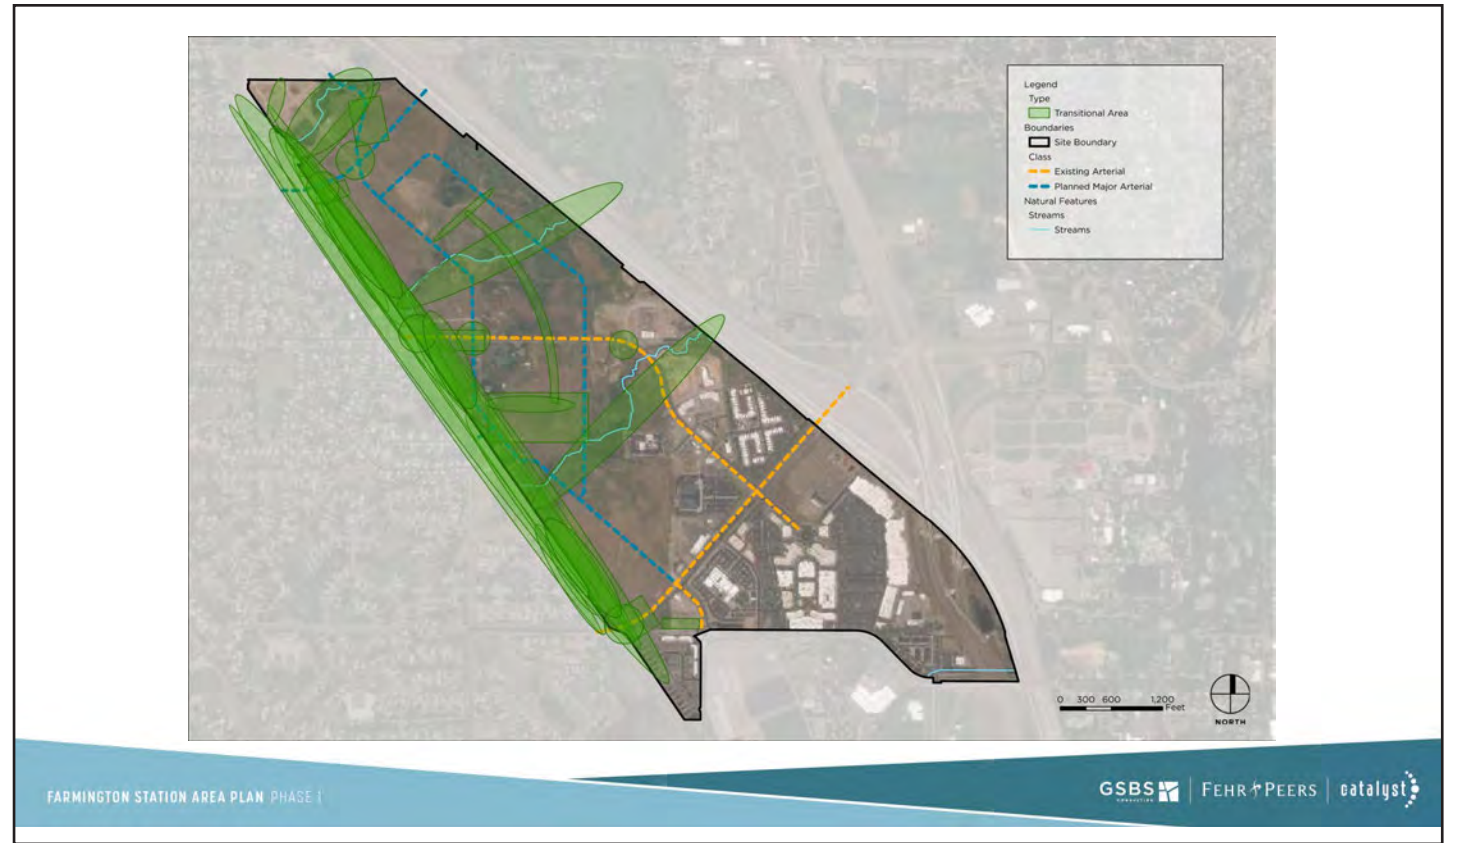 Legend
Type
Transitional Area
Boundaries
Site Boundary
Class
Existing Arterial
Planned Major Arterial
Natural Features
Streams
Streams
0 300 600 1,200
Feet
NORTH
FARMINGTON STATION AREA PLAN PHASE 1
GSBS
FEHR PEERS
catalyst